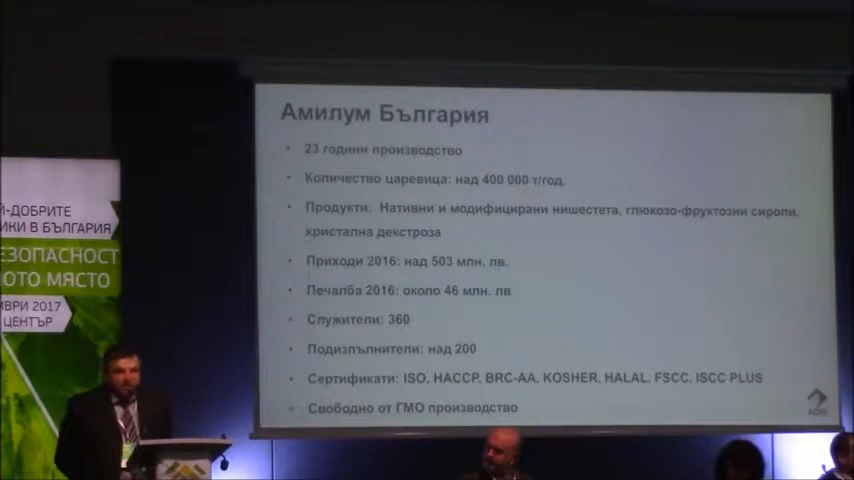 Амилум България
23 години производство
Количество царевица: над 400 000 т/год.
Продукти: Нативни и модифицирани нишестета, глюкозо-фруктозни сиропи,
кристална декстроза
Приходи 2016: над 503 млн. лв.
Печалба 2016: около 46 млн. лв
Служители: 360
Подизпълнители: над 200
Сертификати: ISO, HACCP, BRC-AA, KOSHER, HALAL, FSCC, ISCC PLUS
Свободно от ГМО производство
ADM
Й-ДОБРИТЕ
ИКИ В БЪЛГАРИЯ
ЕЗОПАСНОСТ
ОТО МЯСТО
МВРИ 2017
ЦЕНТЪР